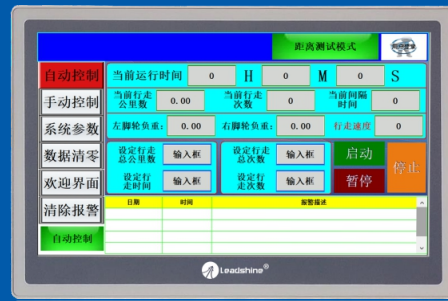 距离测试模式
自动控制
当前运行时间 0 H 0 M 0 S
手动控制
当前行走公里数 0.00 当前行走次数 0 当前间隔时间 0
系统参数
左脚轮负重: 0.00 右脚轮负重: 0.00 行走速度 0
数据清零
设定行走总公里数 输入框 设定行走总次数 输入框 启动 停止
欢迎界面
设定行走时间 输入框 设定行走次数 输入框 暂停
清除报警
日期 时间 报警描述
自动控制
Leadshine®